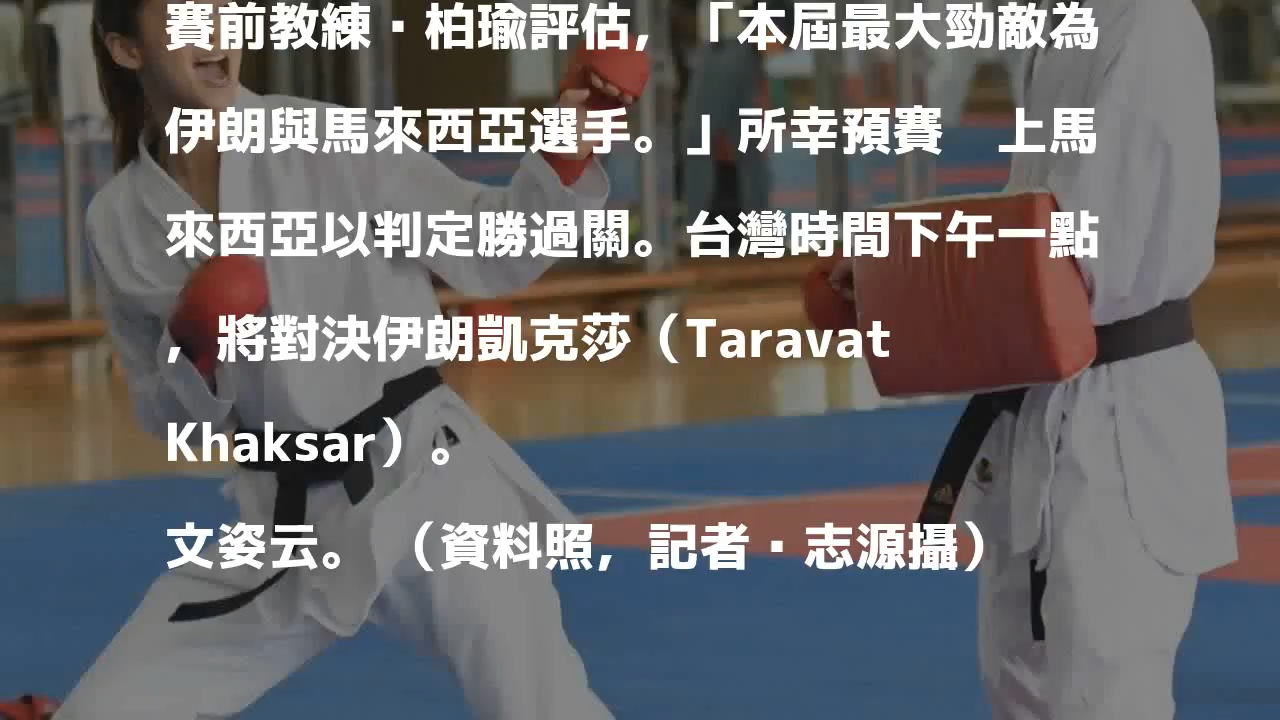 賽前教練·柏瑜評估，「本屆最大勁敵為
伊朗與馬來西亞選手。」所幸預賽　上馬
來西亞以判定勝過關。台灣時間下午一點
，將對決伊朗凱克莎（Taravat
Khaksar）。
文姿云。（資料照，記者·志源攝）